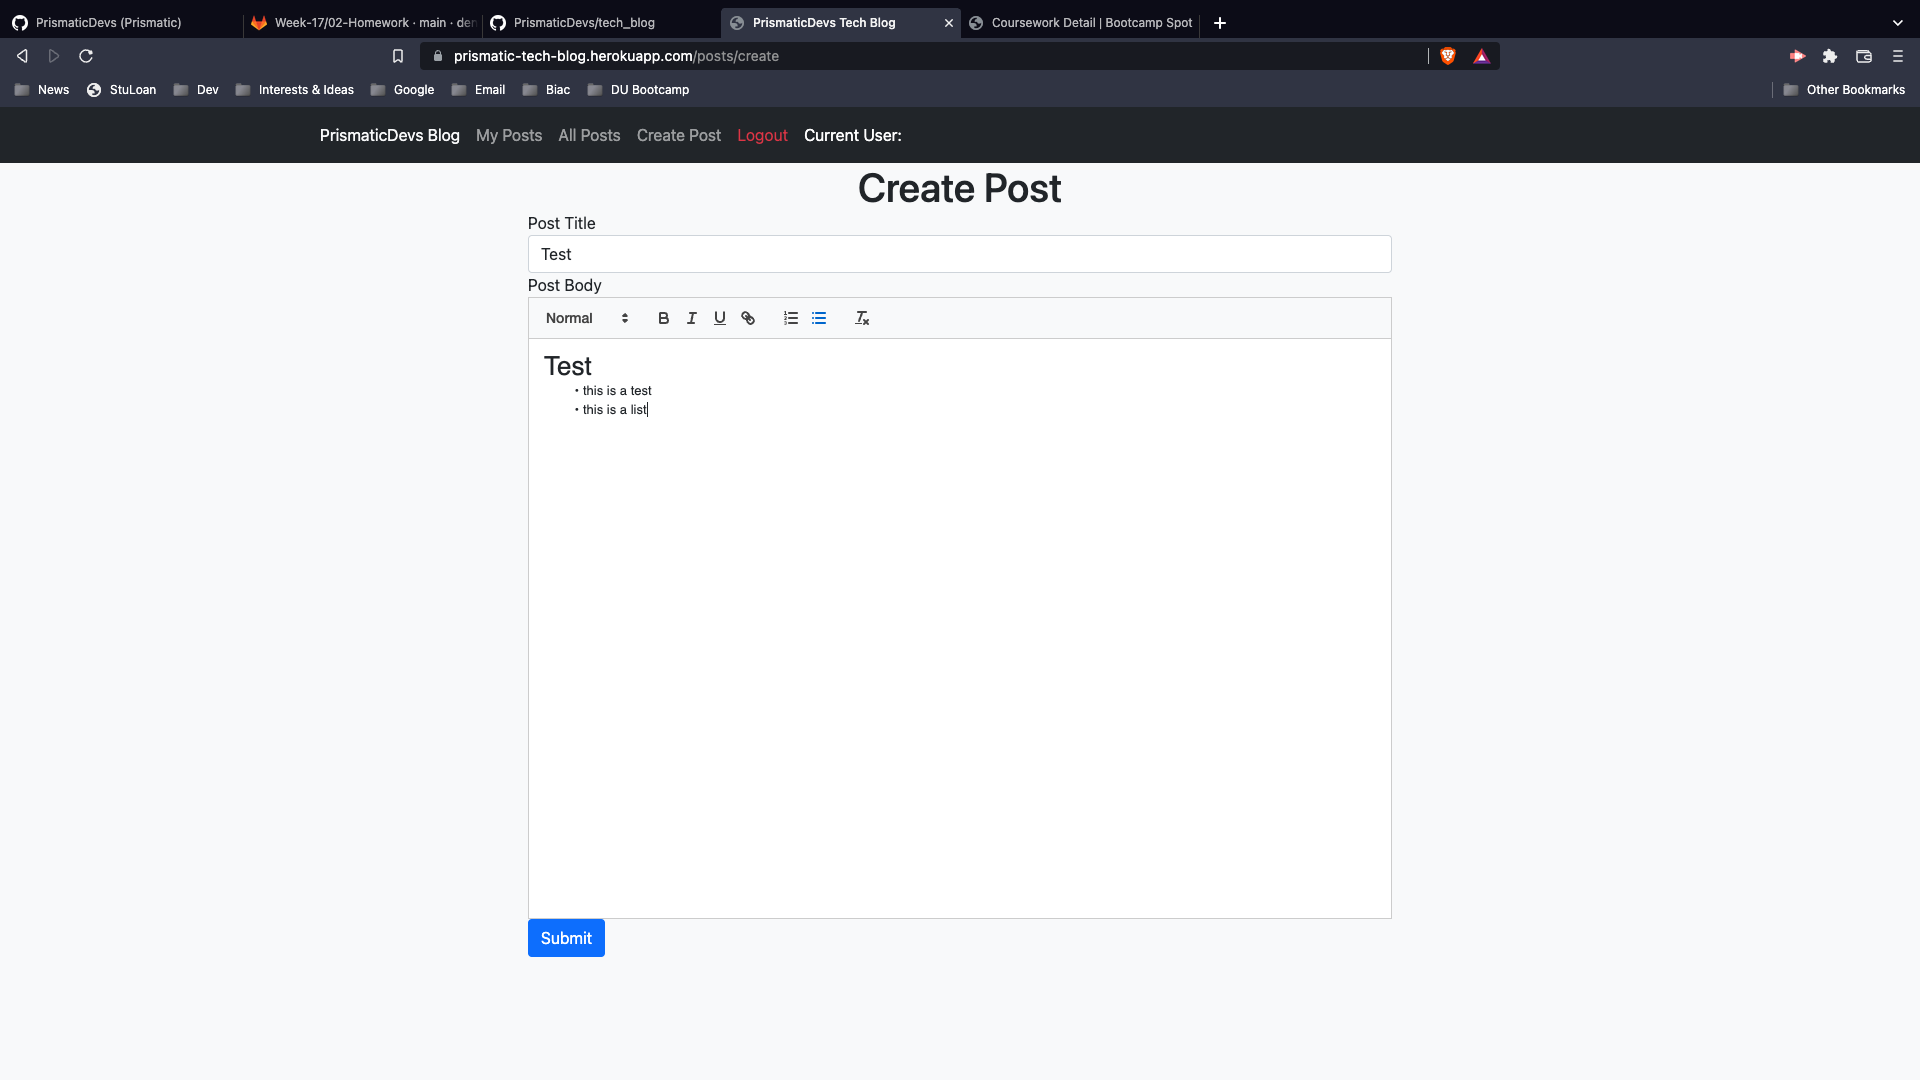 PrismaticDevs (Prismatic)
Week-17/02-Homework · main · den
PrismaticDevs/tech_blog
PrismaticDevs Tech Blog
Coursework Detail | Bootcamp Spot
prismatic-tech-blog.herokuapp.com/posts/create
News StuLoan Dev Interests & Ideas Google Email Biac DU Bootcamp Other Bookmarks
PrismaticDevs Blog My Posts All Posts Create Post Logout Current User:
Create Post
Post Title
Test
Post Body
Normal B I U
Test
• this is a test
• this is a list
Submit